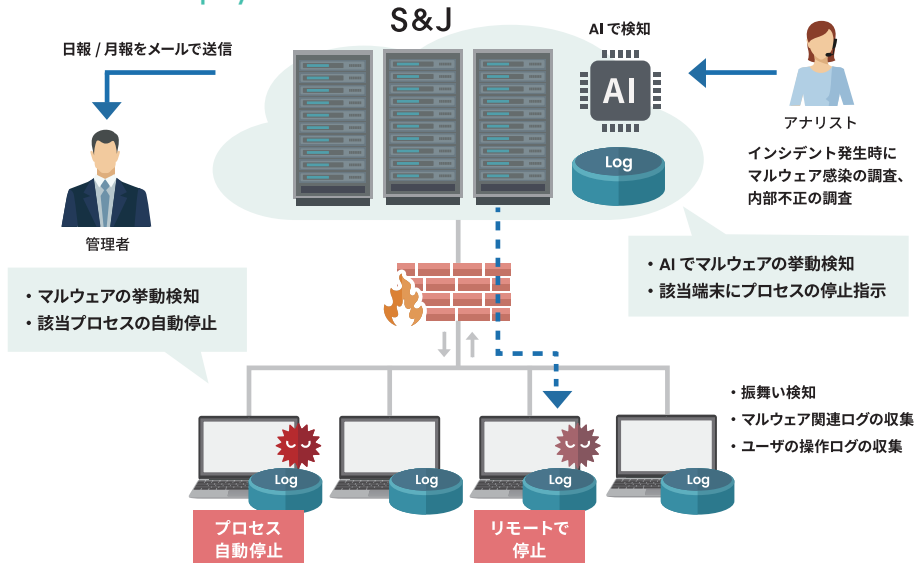 S&J
日報 / 月報をメールで送信
AI で検知
AI
Log
アナリスト
インシデント発生時に
マルウェア感染の調査、
内部不正の調査
管理者
・マルウェアの挙動検知
・該当プロセスの自動停止
・AI でマルウェアの挙動検知
・該当端末にプロセスの停止指示
・振舞い検知
・マルウェア関連ログの収集
・ユーザの操作ログの収集
Log
Log
Log
Log
プロセス
自動停止
リモートで
停止